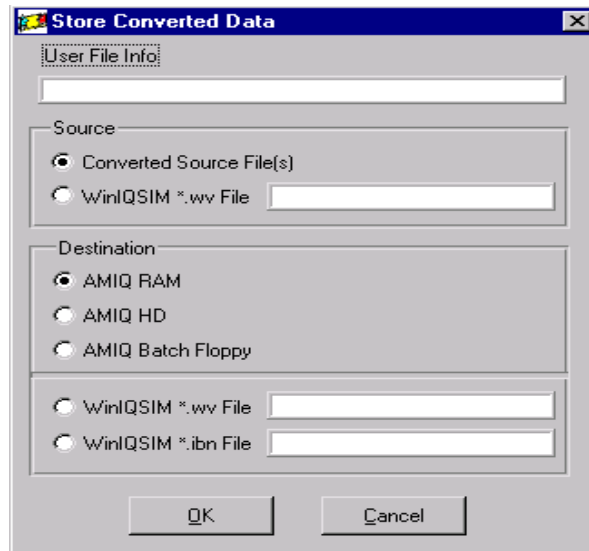 Store Converted Data
User File Info
Source
Converted Source File(s)
WinIQSIM *.wv File
Destination
AMIQ RAM
AMIQ HD
AMIQ Batch Floppy
WinIQSIM *.wv File
WinIQSIM *.ibn File
OK Cancel